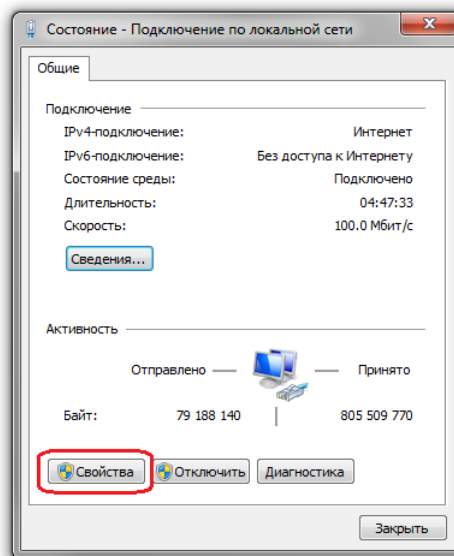 Состояние - Подключение по локальной сети
Общие
Подключение
IPv4-подключение: Интернет
IPv6-подключение: Без доступа к Интернету
Состояние среды: Подключено
Длительность: 04:47:33
Скорость: 100.0 Мбит/с
Сведения...
Активность
Отправлено — — Принято
Байт: 79 188 140 | 805 509 770
Свойства Отключить Диагностика
Закрыть